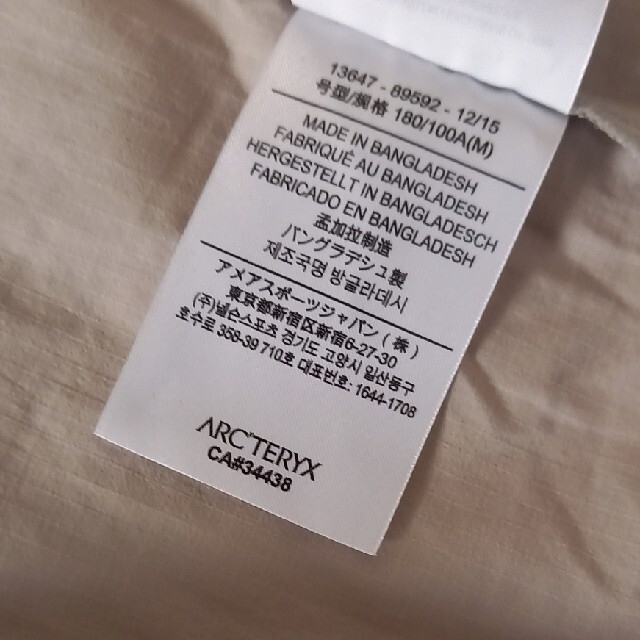 13647 - 89592 - 12/15
号型/规格 180/100A(M)
MADE IN BANGLADESH
FABRIQUÉ AU BANGLADESH
HERGESTELLT IN BANGLADESCH
FABRICADO EN BANGLADESH
孟加拉制造
バングラデシュ製
제조국명 방글라데시
アメアスポーツジャパン(株)
東京都新宿区新宿6-27-30
(주)넬슨스포츠 경기도 고양시 일산동구
호수로 358-39 710호 대표번호: 1644-1708
ARC'TERYX
CA#34438